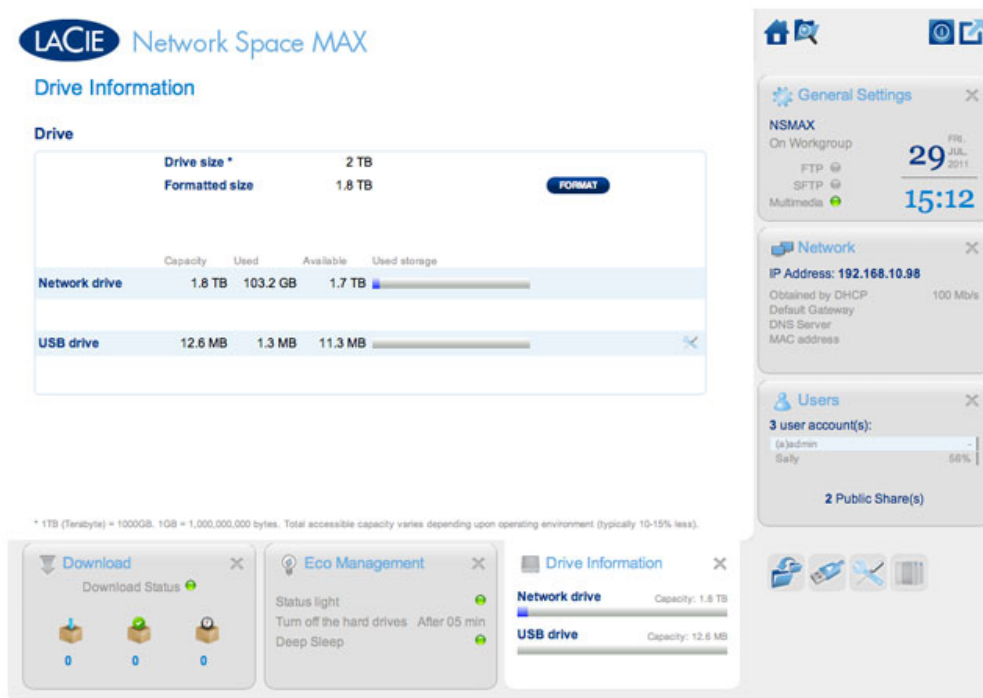 LACIE Network Space MAX
Drive Information
Drive
Drive size * 2 TB
Formatted size 1.8 TB FORMAT
Capacity Used Available Used storage
Network drive 1.8 TB 103.2 GB 1.7 TB
USB drive 12.6 MB 1.3 MB 11.3 MB
* 1TB (Terabyte) = 1000GB. 1GB = 1,000,000,000 bytes. Total accessible capacity varies depending upon operating environment (typically 10-15% less).
General Settings
NSMAX
On Workgroup
FTP
SFTP
Multimedia
29 FRI. JUL. 2011
15:12
Network
IP Address: 192.168.10.98
Obtained by DHCP 100 Mb/s
Default Gateway
DNS Server
MAC address
Users
3 user account(s):
(a)admin -
Sally 56%
2 Public Share(s)
Download
Download Status
0 0 0
Eco Management
Status light
Turn off the hard drives After 05 min
Deep Sleep
Drive Information
Network drive Capacity: 1.8 TB
USB drive Capacity: 12.6 MB